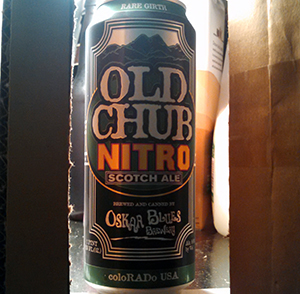 RARE GIRTH
OLD
CHUB
NITRO
SCOTCH ALE
BREWED AND CANNED BY
OSKAR BLUES
BREWERY
coloRADo USA